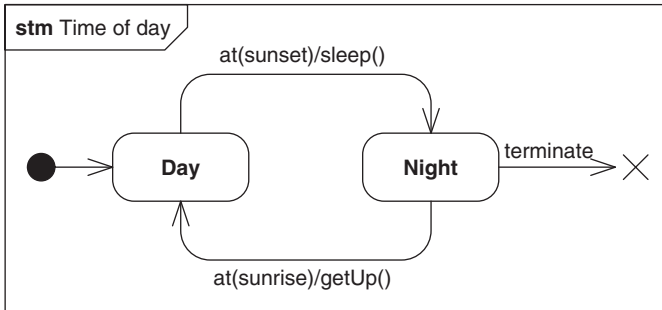 stm Time of day
at(sunset)/sleep()
Day
Night
terminate
at(sunrise)/getUp()